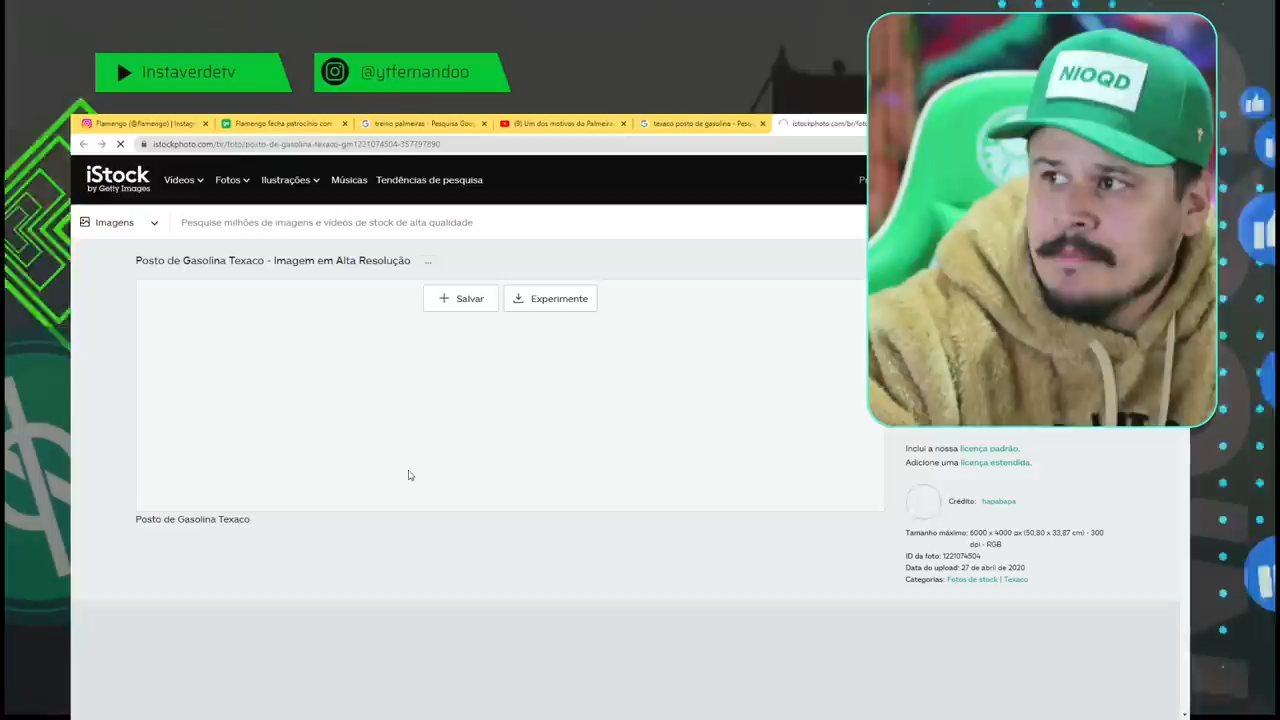 Instaverdetv
@ytfernandoo
NIOQD
Flamengo (@flamengo) | Instag
Flamengo fecha patrocínio com
treino palmeiras - Pesquisa Goo
(9) Um dos motivos do Palmeira
texaco posto de gasolina - Pesq
istockphoto.com/br/foto
istockphoto.com/br/foto/posto-de-gasolina-texaco-gm1221074504-357797890
iStock
by Getty Images
Vídeos
Fotos
Ilustrações
Músicas
Tendências de pesquisa
Imagens
Pesquise milhões de imagens e vídeos de stock de alta qualidade
Posto de Gasolina Texaco - Imagem em Alta Resolução
...
Salvar
Experimente
Posto de Gasolina Texaco
Inclui a nossa licença padrão.
Adicione uma licença estendida.
Crédito: hapabapa
Tamanho máximo: 6000 x 4000 px (50,80 x 33,87 cm) - 300
dpi - RGB
ID da foto: 1221074504
Data do upload: 27 de abril de 2020
Categorias: Fotos de stock | Texaco